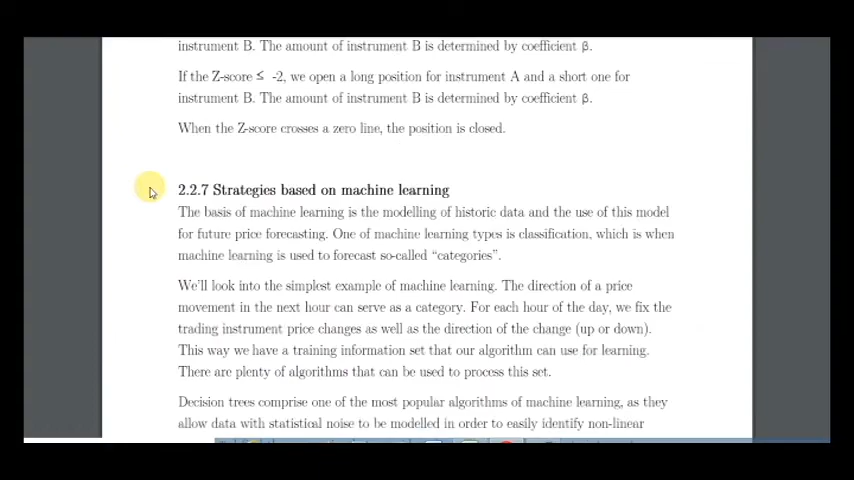 instrument B. The amount of instrument B is determined by coefficient β.
If the Z-score ≤ -2, we open a long position for instrument A and a short one for
instrument B. The amount of instrument B is determined by coefficient β.
When the Z-score crosses a zero line, the position is closed.
2.2.7 Strategies based on machine learning
The basis of machine learning is the modelling of historic data and the use of this model
for future price forecasting. One of machine learning types is classification, which is when
machine learning is used to forecast so-called “categories”.
We'll look into the simplest example of machine learning. The direction of a price
movement in the next hour can serve as a category. For each hour of the day, we fix the
trading instrument price changes as well as the direction of the change (up or down).
This way we have a training information set that our algorithm can use for learning.
There are plenty of algorithms that can be used to process this set.
Decision trees comprise one of the most popular algorithms of machine learning, as they
allow data with statistical noise to be modelled in order to easily identify non-linear